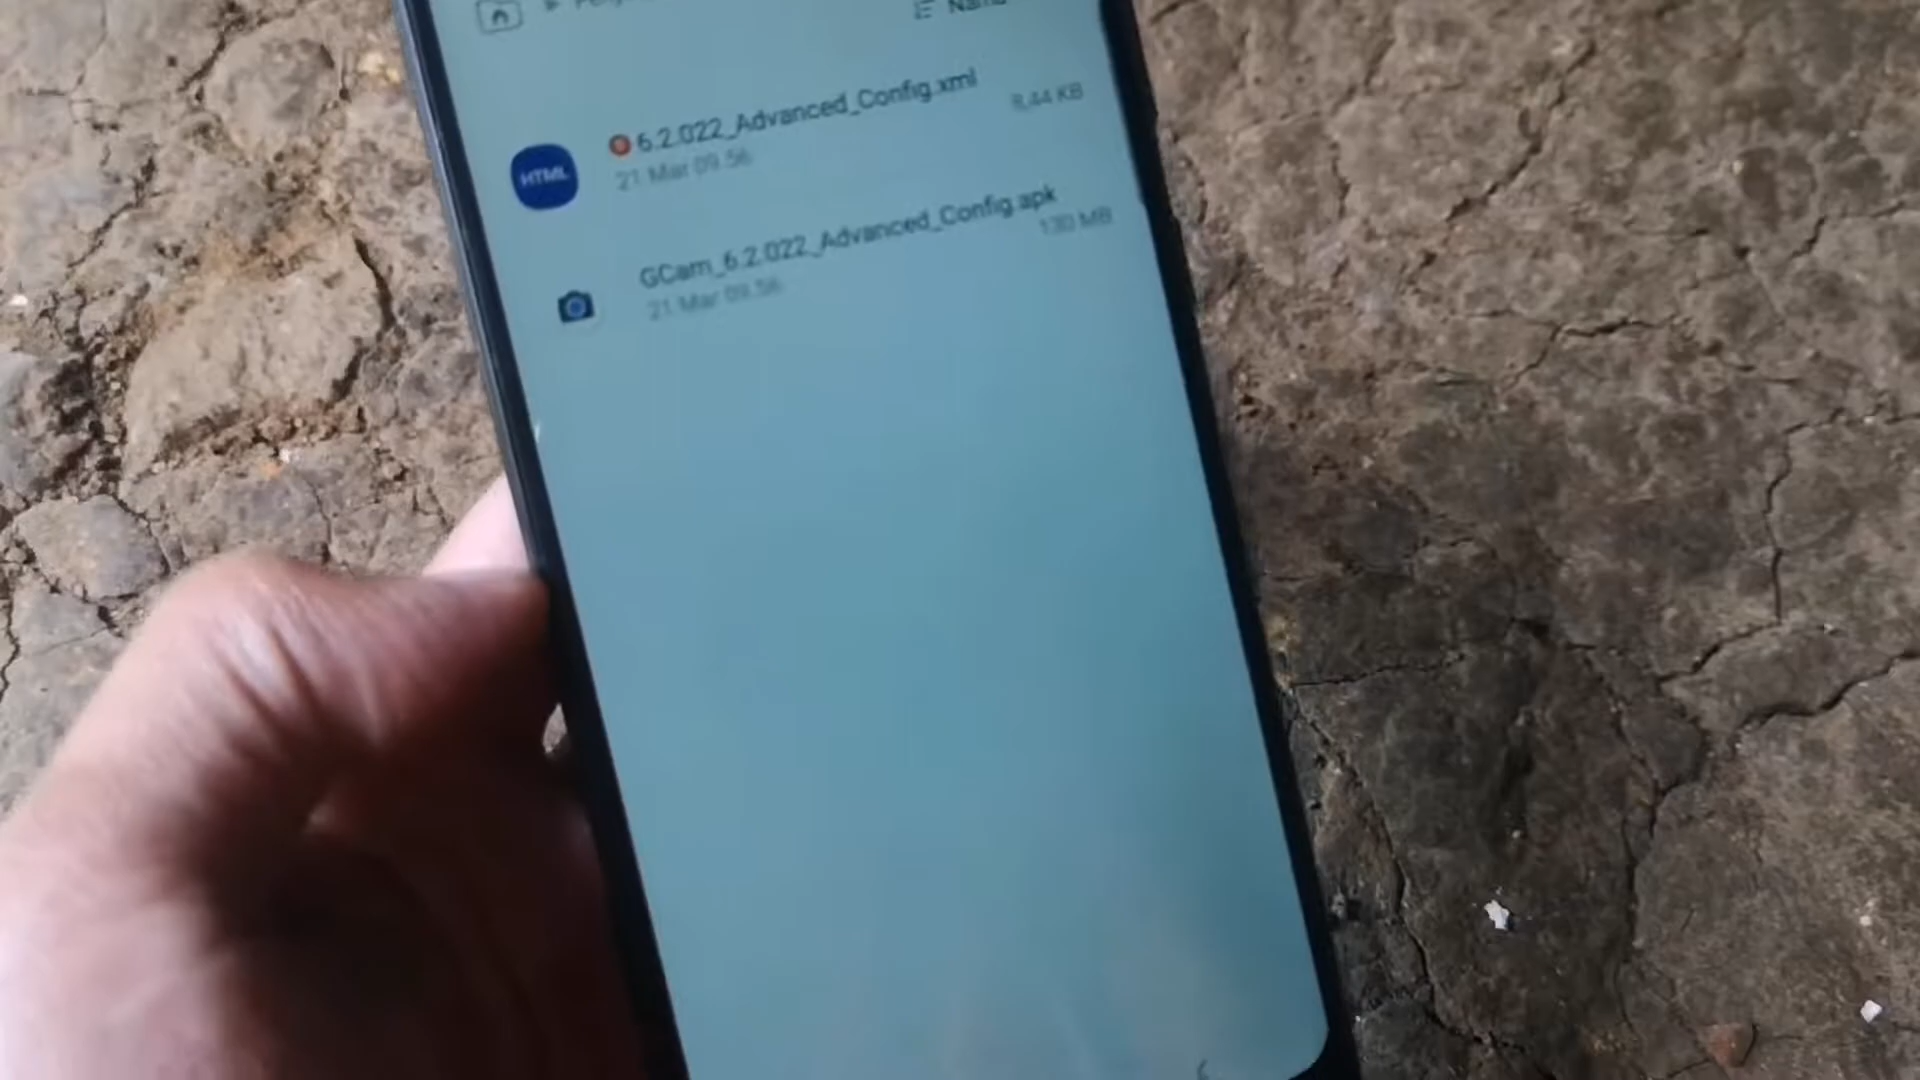 Nama
6.2.022_Advanced_Config.xml
8,44 KB
HTML
21 Mar 09.56
GCam_6.2.022_Advanced_Config.apk
130 MB
21 Mar 09.56